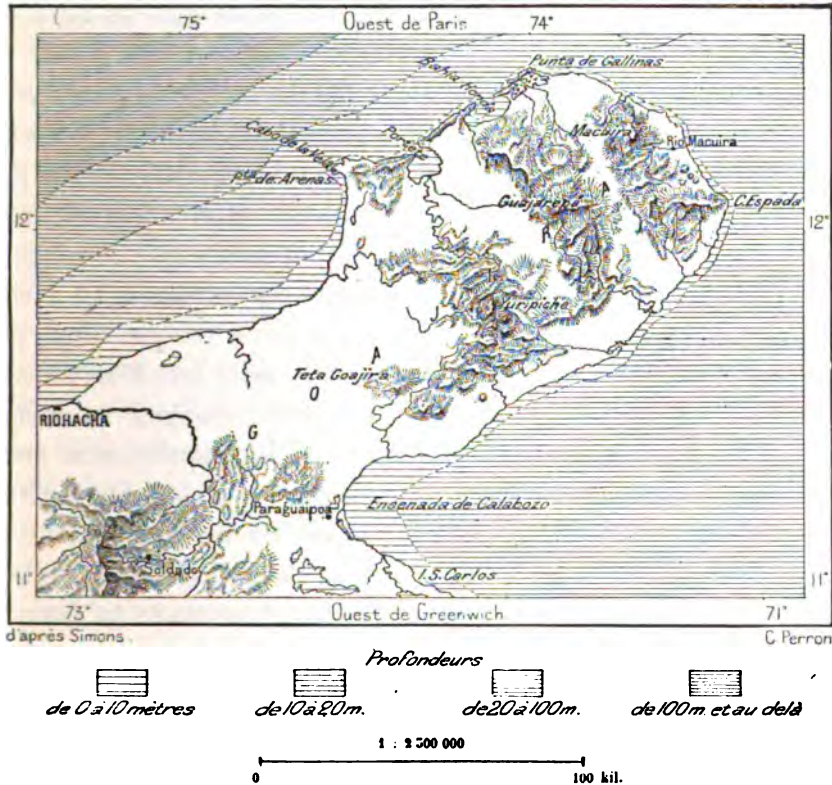 75° Ouest de Paris 74°
Punta de Gallinas
Bahia Honda
Macuira
Rio Macuira
Cabo de la Vela
Portete
Pta de Arenas
Guajarepa
A
C. Espada
12° 12°
R
I
Yuripiche
J
A
Teta Goajira
O
RIOHACHA
G
Paraguaipoa
Ensenada de Calabozo
Soldado
11° I. S. Carlos 11°
73° Ouest de Greenwich 71°
d'après Simons. C. Perron
Profondeurs
de 0 à 10 mètres de 10 à 20 m. de 20 à 100 m. de 100 m. et au delà
1 : 2 500 000
0 100 kil.